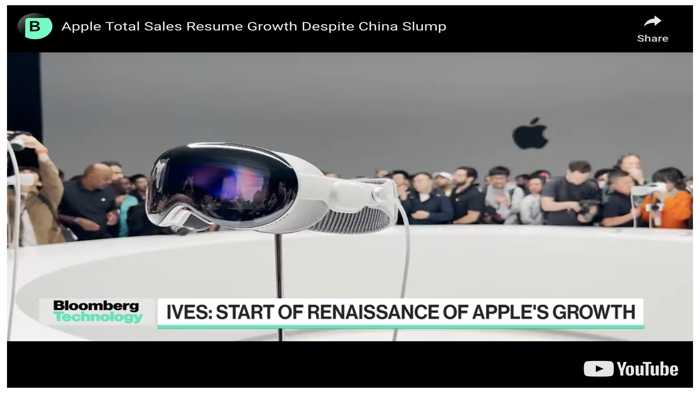 B
Apple Total Sales Resume Growth Despite China Slump
Share
Bloomberg
Technology
IVES: START OF RENAISSANCE OF APPLE'S GROWTH
YouTube